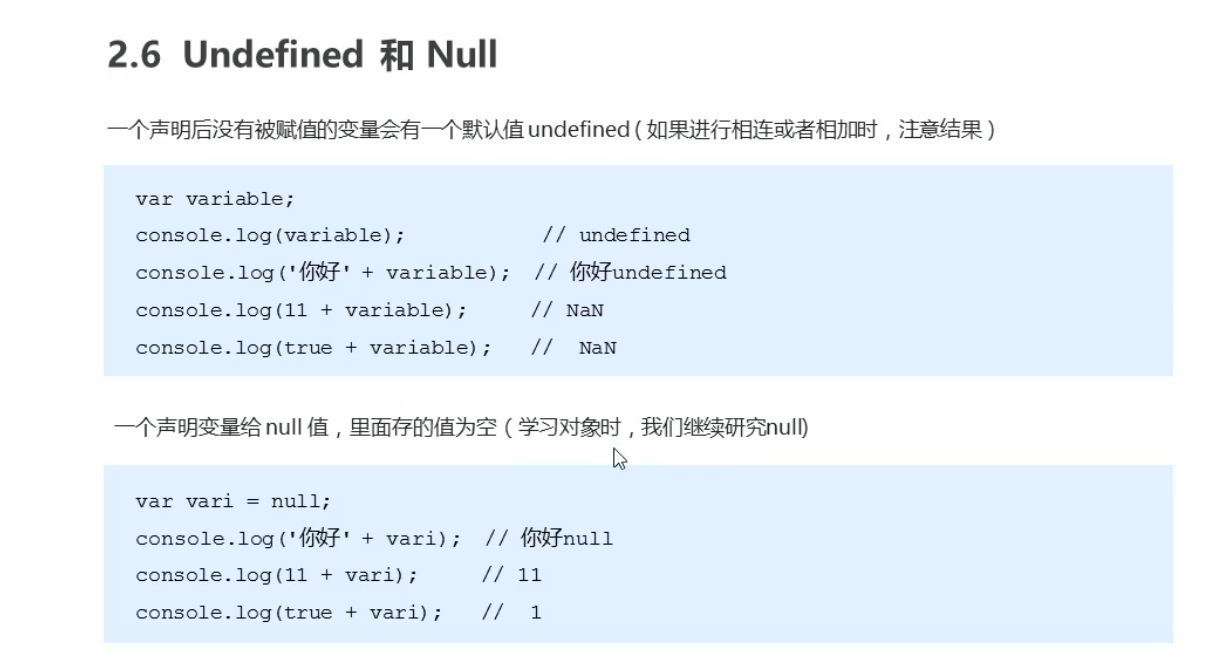 2.6 Undefined 和 Null
一个声明后没有被赋值的变量会有一个默认值 undefined ( 如果进行相连或者相加时，注意结果 )
var variable;
console.log(variable); // undefined
console.log('你好' + variable); // 你好undefined
console.log(11 + variable); // NaN
console.log(true + variable); // NaN
一个声明变量给 null 值，里面存的值为空 ( 学习对象时，我们继续研究null)
var vari = null;
console.log('你好' + vari); // 你好null
console.log(11 + vari); // 11
console.log(true + vari); // 1